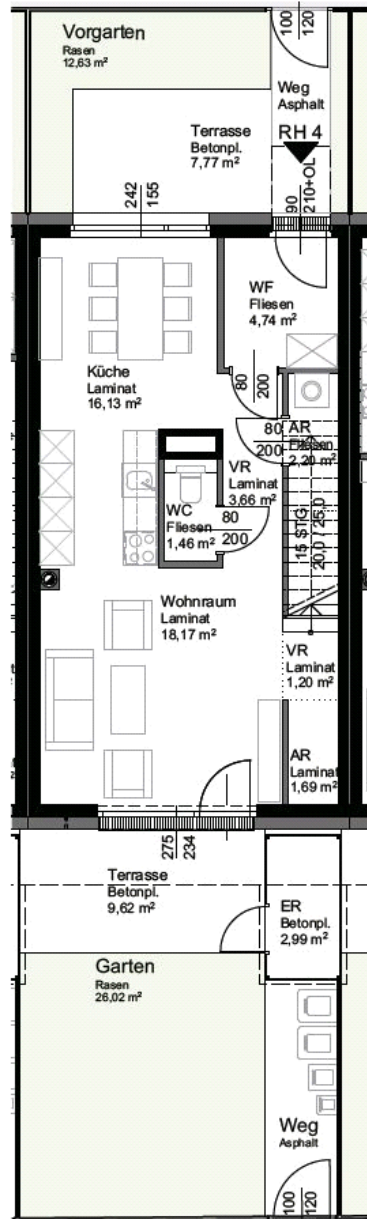 Vorgarten
Rasen
12,63 m²
100
120
Weg
Asphalt
Terrasse
Betonpl.
7,77 m²
RH 4
242
155
90
210+OL
WF
Fliesen
4,74 m²
Küche
Laminat
16,13 m²
80
200
80
200
AR
Fliesen
2,20 m²
VR
Laminat
3,66 m²
WC
Fliesen
1,46 m²
80
200
15 STG
20,0 / 25,0
Wohnraum
Laminat
18,17 m²
VR
Laminat
1,20 m²
AR
Laminat
1,69 m²
275
234
Terrasse
Betonpl.
9,62 m²
ER
Betonpl.
2,99 m²
Garten
Rasen
26,02 m²
Weg
Asphalt
100
120